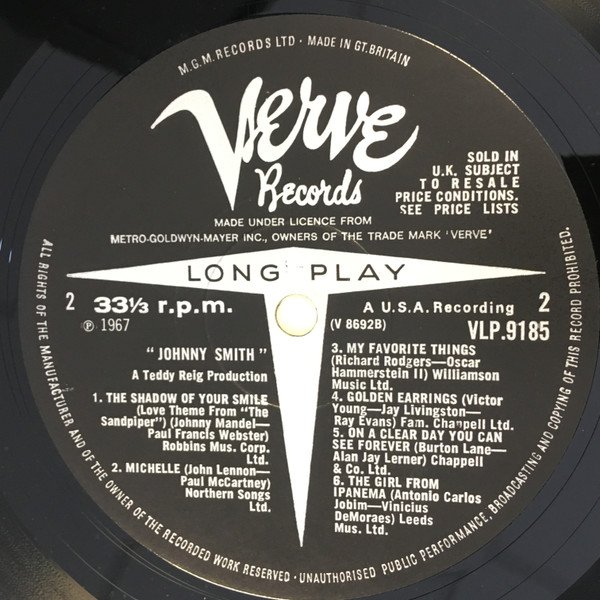 M.G.M. RECORDS LTD · MADE IN GT. BRITAIN
Verve
Records
SOLD IN
U.K. SUBJECT
TO RESALE
PRICE CONDITIONS.
SEE PRICE LISTS
MADE UNDER LICENCE FROM
METRO-GOLDWYN-MAYER INC., OWNERS OF THE TRADE MARK 'VERVE'
LONG PLAY
2 33⅓ r.p.m.
℗ 1967
A U.S.A. Recording 2
(V 8692B) VLP.9185
"JOHNNY SMITH"
A Teddy Reig Production
1. THE SHADOW OF YOUR SMILE
(Love Theme From "The
Sandpiper") (Johnny Mandel—
Paul Francis Webster)
Robbins Mus. Corp.
Ltd.
2. MICHELLE (John Lennon—
Paul McCartney)
Northern Songs
Ltd.
3. MY FAVORITE THINGS
(Richard Rodgers—Oscar
Hammerstein II) Williamson
Music Ltd.
4. GOLDEN EARRINGS (Victor
Young—Jay Livingston—
Ray Evans) Fam. Chappell Ltd.
5. ON A CLEAR DAY YOU CAN
SEE FOREVER (Burton Lane—
Alan Jay Lerner) Chappell
& Co. Ltd.
6. THE GIRL FROM
IPANEMA (Antonio Carlos
Jobim—Vinicius
DeMoraes) Leeds
Mus. Ltd.
ALL RIGHTS OF THE MANUFACTURER AND OF THE OWNER OF THE RECORDED WORK RESERVED · UNAUTHORISED PUBLIC PERFORMANCE, BROADCASTING AND COPYING OF THIS RECORD PROHIBITED.